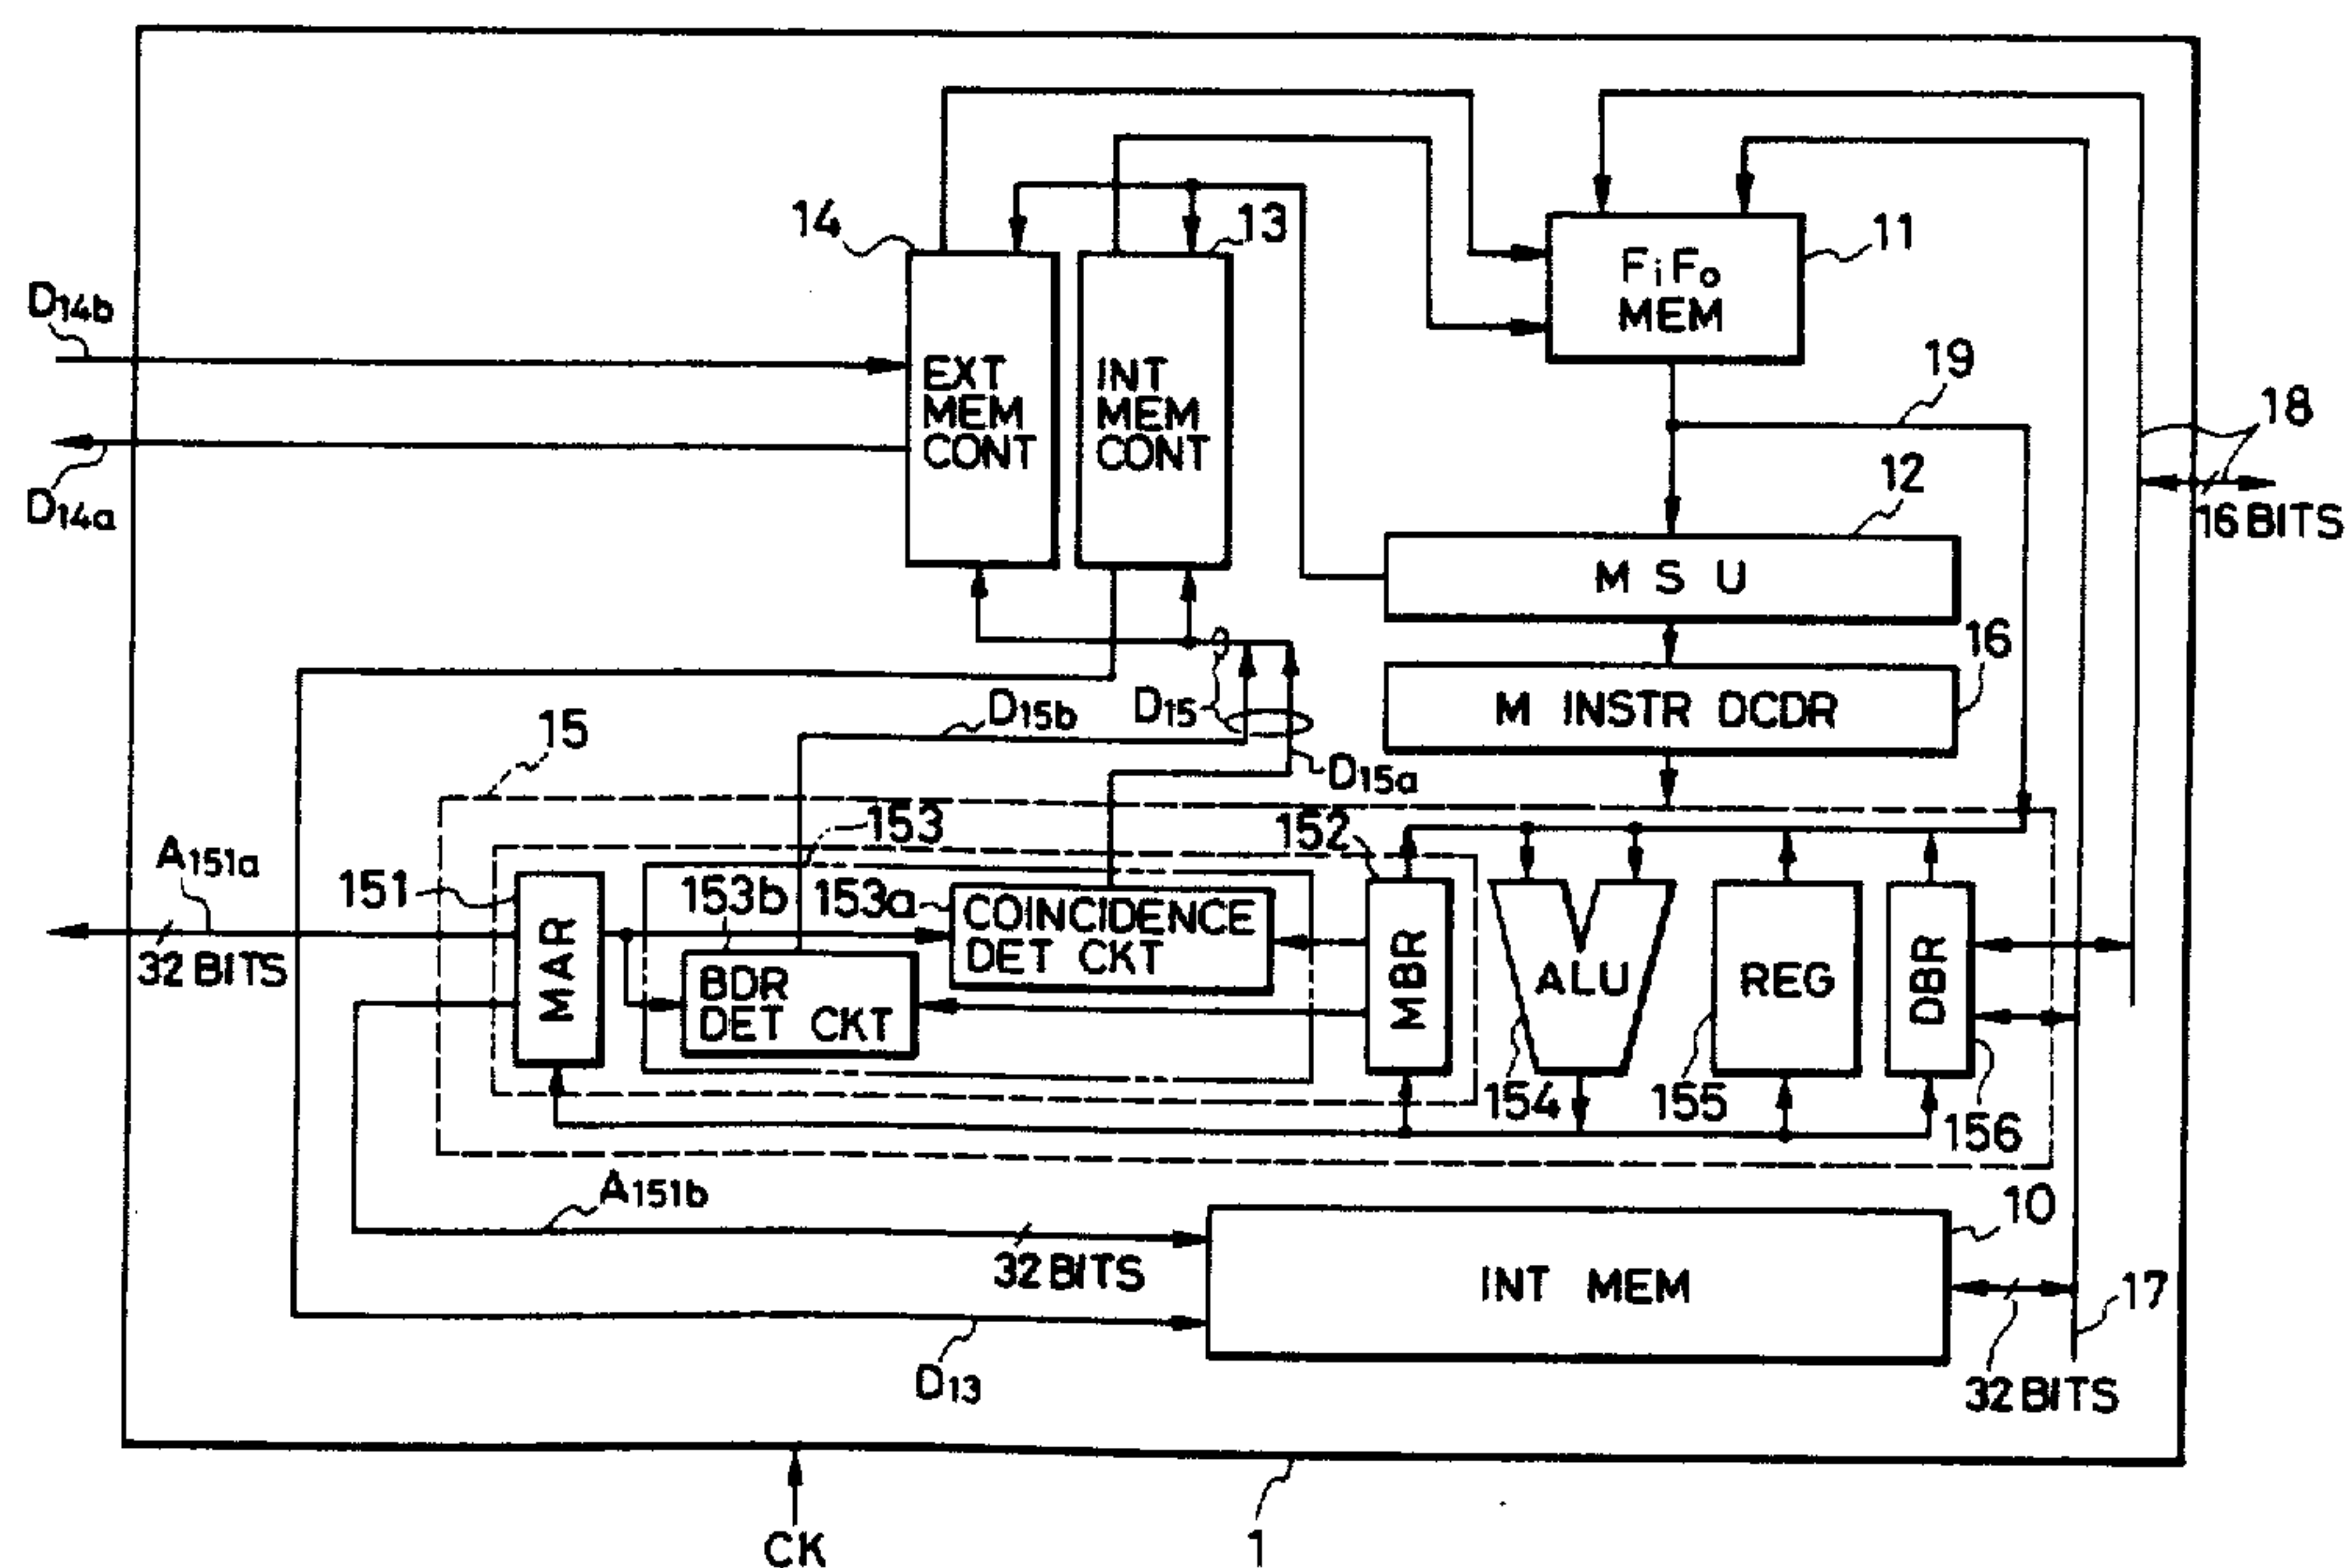 14
13
11
FiFo
MEM
D14b
EXT
MEM
CONT
INT
MEM
CONT
19
18
D14a
12
16 BITS
M S U
16
D15b
D15
M INSTR DCDR
15
D15a
153
152
A151a
151
153b
153a
COINCIDENCE
DET CKT
32 BITS
MAR
BDR
DET CKT
MBR
ALU
REG
DBR
154
155
156
A151b
10
32 BITS
INT MEM
17
D13
32 BITS
CK
1